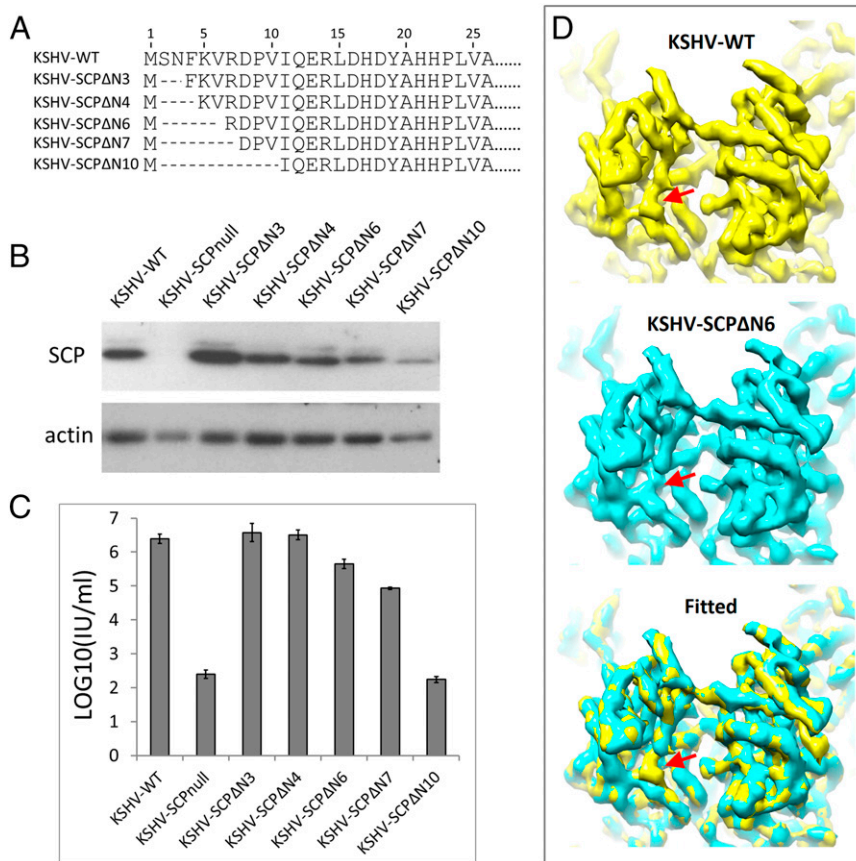 A
1 5 10 15 20 25
KSHV-WT MSNFKVRDPVIQERLDHDYAHHPLVA......
KSHV-SCPΔN3 M---FKVRDPVIQERLDHDYAHHPLVA......
KSHV-SCPΔN4 M----KVRDPVIQERLDHDYAHHPLVA......
KSHV-SCPΔN6 M------RDPVIQERLDHDYAHHPLVA......
KSHV-SCPΔN7 M-------DPVIQERLDHDYAHHPLVA......
KSHV-SCPΔN10 M-----------IQERLDHDYAHHPLVA......
B
KSHV-WT
KSHV-SCPnull
KSHV-SCPΔN3
KSHV-SCPΔN4
KSHV-SCPΔN6
KSHV-SCPΔN7
KSHV-SCPΔN10
SCP
actin
C
LOG10(IU/ml)
7
6
5
4
3
2
1
0
KSHV-WT
KSHV-SCPnull
KSHV-SCPΔN3
KSHV-SCPΔN4
KSHV-SCPΔN6
KSHV-SCPΔN7
KSHV-SCPΔN10
D
KSHV-WT
KSHV-SCPΔN6
Fitted